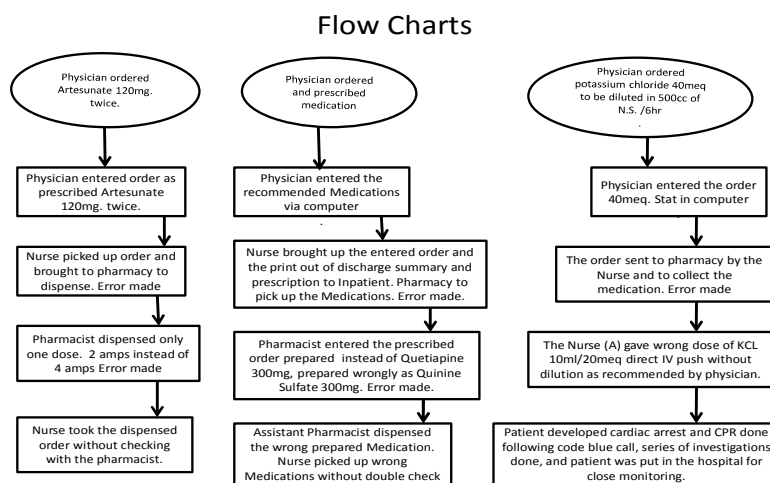 Flow Charts
Physician ordered
Artesunate 120mg.
twice.
Physician entered order as
prescribed Artesunate
120mg. twice.
Nurse picked up order and
brought to pharmacy to
dispense. Error made
Pharmacist dispensed only
one dose. 2 amps instead of
4 amps Error made
Nurse took the dispensed
order without checking
with the pharmacist.
Physician ordered
and prescribed
medication
Physician entered the
recommended Medications
via computer
.
Nurse brought up the entered order and
the print out of discharge summary and
prescription to Inpatient. Pharmacy to
pick up the Medications. Error made.
Pharmacist entered the prescribed
order prepared instead of Quetiapine
300mg, prepared wrongly as Quinine
Sulfate 300mg. Error made.
Assistant Pharmacist dispensed
the wrong prepared Medication.
Nurse picked up wrong
Medications without double check
Physician ordered
potassium chloride 40meq
to be diluted in 500cc of
N.S. /6hr
.
Physician entered the order
40meq. Stat in computer
The order sent to pharmacy by the
Nurse and to collect the
medication. Error made
The Nurse (A) gave wrong dose of KCL
10ml/20meq direct IV push without
dilution as recommended by physician.
Patient developed cardiac arrest and CPR done
following code blue call, series of investigations
done, and patient was put in the hospital for
close monitoring.